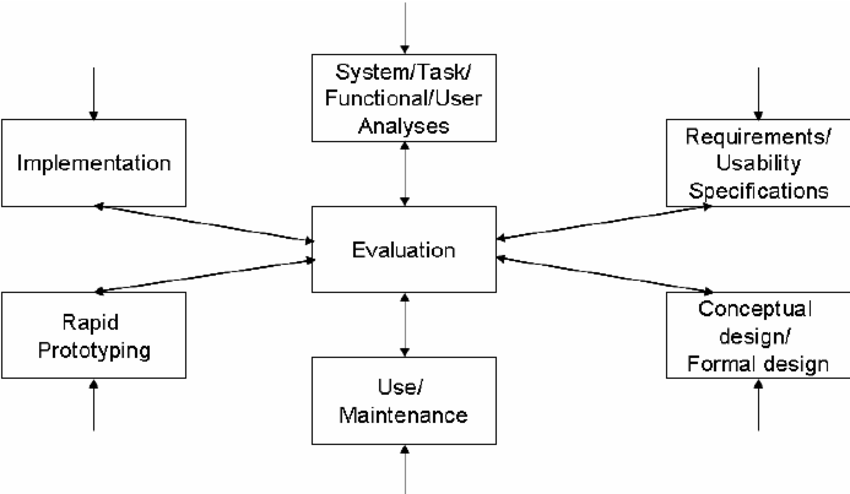 System/Task/
Functional/User
Analyses
Implementation
Requirements/
Usability
Specifications
Evaluation
Rapid
Prototyping
Conceptual
design/
Formal design
Use/
Maintenance